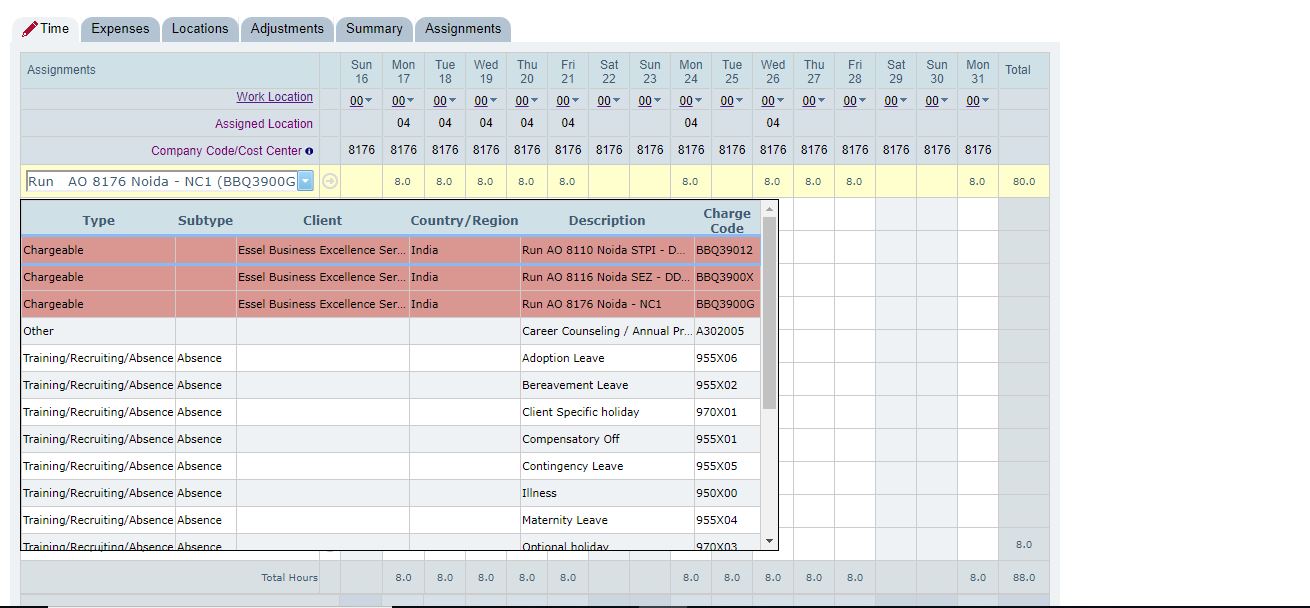 Time Expenses Locations Adjustments Summary Assignments
Assignments Sun 16 Mon 17 Tue 18 Wed 19 Thu 20 Fri 21 Sat 22 Sun 23 Mon 24 Tue 25 Wed 26 Thu 27 Fri 28 Sat 29 Sun 30 Mon 31 Total
Work Location 00 00 00 00 00 00 00 00 00 00 00 00 00 00 00 00
Assigned Location 04 04 04 04 04 04 04
Company Code/Cost Center 8176 8176 8176 8176 8176 8176 8176 8176 8176 8176 8176 8176 8176 8176 8176 8176
Run AO 8176 Noida - NC1 (BBQ3900G 8.0 8.0 8.0 8.0 8.0 8.0 8.0 8.0 8.0 8.0 80.0
Type Subtype Client Country/Region Description Charge Code
Chargeable Essel Business Excellence Ser... India Run AO 8110 Noida STPI - D... BBQ39012
Chargeable Essel Business Excellence Ser... India Run AO 8116 Noida SEZ - DD... BBQ3900X
Chargeable Essel Business Excellence Ser... India Run AO 8176 Noida - NC1 BBQ3900G
Other Career Counseling / Annual Pr... A302005
Training/Recruiting/Absence Absence Adoption Leave 955X06
Training/Recruiting/Absence Absence Bereavement Leave 955X02
Training/Recruiting/Absence Absence Client Specific holiday 970X01
Training/Recruiting/Absence Absence Compensatory Off 955X01
Training/Recruiting/Absence Absence Contingency Leave 955X05
Training/Recruiting/Absence Absence Illness 950X00
Training/Recruiting/Absence Absence Maternity Leave 955X04
Training/Recruiting/Absence Absence Optional holiday 970X03
8.0
Total Hours 8.0 8.0 8.0 8.0 8.0 8.0 8.0 8.0 8.0 8.0 8.0 88.0